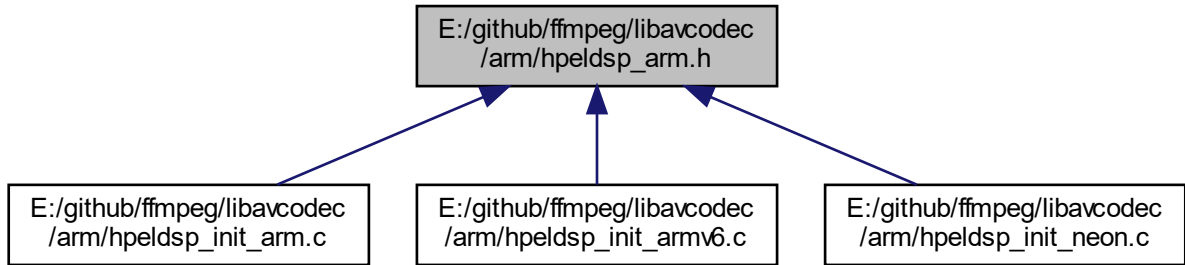 E:/github/ffmpeg/libavcodec
/arm/hpeldsp_arm.h
E:/github/ffmpeg/libavcodec
/arm/hpeldsp_init_arm.c
E:/github/ffmpeg/libavcodec
/arm/hpeldsp_init_armv6.c
E:/github/ffmpeg/libavcodec
/arm/hpeldsp_init_neon.c